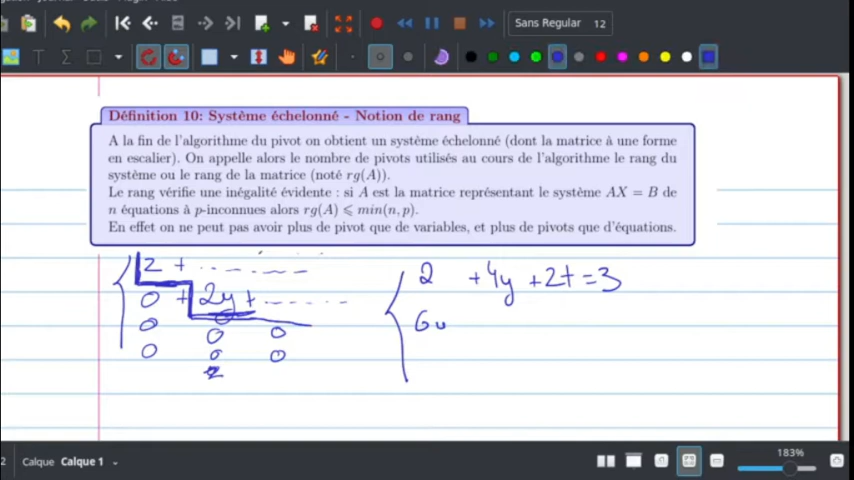 Sans Regular 12
Définition 10: Système échelonné - Notion de rang
A la fin de l'algorithme du pivot on obtient un système échelonné (dont la matrice à une forme
en escalier). On appelle alors le nombre de pivots utilisés au cours de l'algorithme le rang du
système ou le rang de la matrice (noté rg(A)).
Le rang vérifie une inégalité évidente : si A est la matrice représentant le système AX = B de
n équations à p-inconnues alors rg(A) ⩽ min(n, p).
En effet on ne peut pas avoir plus de pivot que de variables, et plus de pivots que d'équations.
2 +
0 + 2y +
0 0 0
0 0 0
2 +4y +2t=3
Calque Calque 1
183%